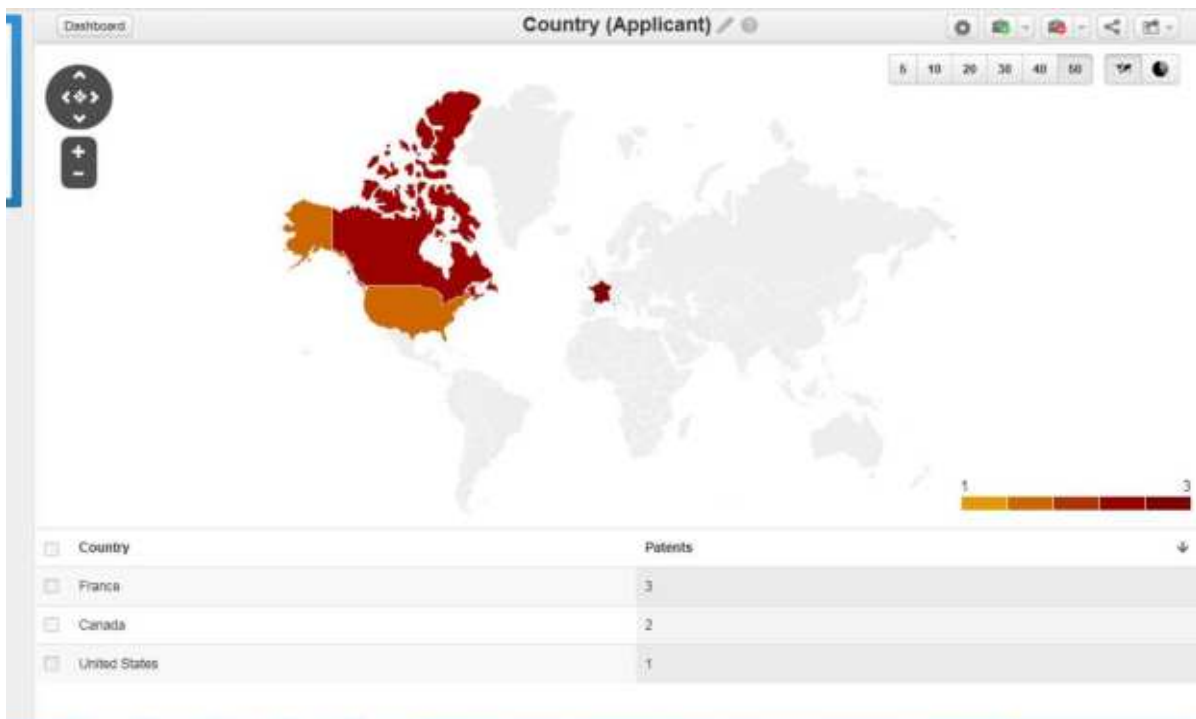 Dashboard
Country (Applicant)
5 10 20 30 40 50
1 3
Country Patents
France 3
Canada 2
United States 1